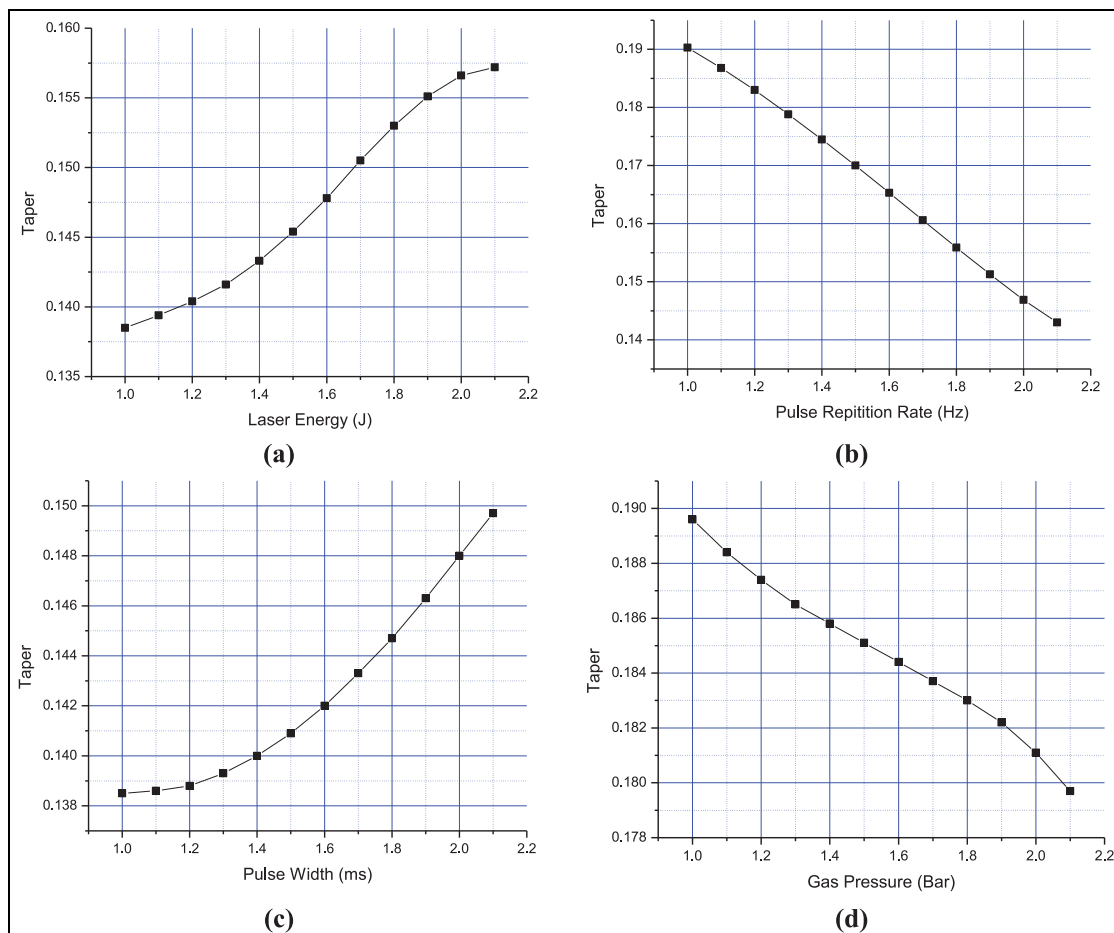 0.160
0.155
0.150
0.145
0.140
0.135
Taper
1.0 1.2 1.4 1.6 1.8 2.0 2.2
Laser Energy (J)
(a)
0.19
0.18
0.17
0.16
0.15
0.14
Taper
1.0 1.2 1.4 1.6 1.8 2.0 2.2
Pulse Repitition Rate (Hz)
(b)
0.150
0.148
0.146
0.144
0.142
0.140
0.138
Taper
1.0 1.2 1.4 1.6 1.8 2.0 2.2
Pulse Width (ms)
(c)
0.190
0.188
0.186
0.184
0.182
0.180
0.178
Taper
1.0 1.2 1.4 1.6 1.8 2.0 2.2
Gas Pressure (Bar)
(d)